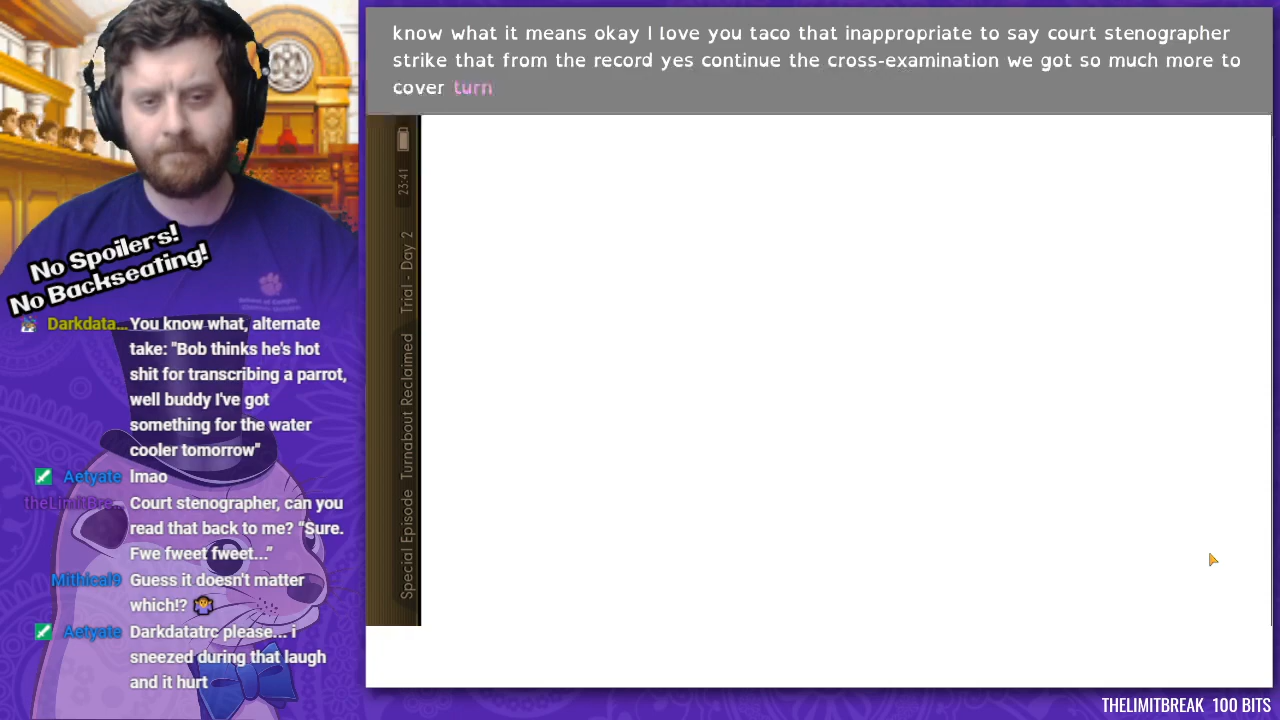 know what it means okay I love you taco that inappropriate to say court stenographer
strike that from the record yes continue the cross-examination we got so much more to
cover turn
23:41
Trial - Day 2
Special Episode Turnabout Reclaimed
No Spoilers!
No Backseating!
Darkdata... You know what, alternate
take: "Bob thinks he's hot
shit for transcribing a parrot,
well buddy I've got
something for the water
cooler tomorrow"
Aetyate lmao
theLimitBre... Court stenographer, can you
read that back to me? "Sure.
Fwe fweet fweet..."
Mithical9 Guess it doesn't matter
which!?
Aetyate Darkdatatrc please... i
sneezed during that laugh
and it hurt
THELIMITBREAK 100 BITS